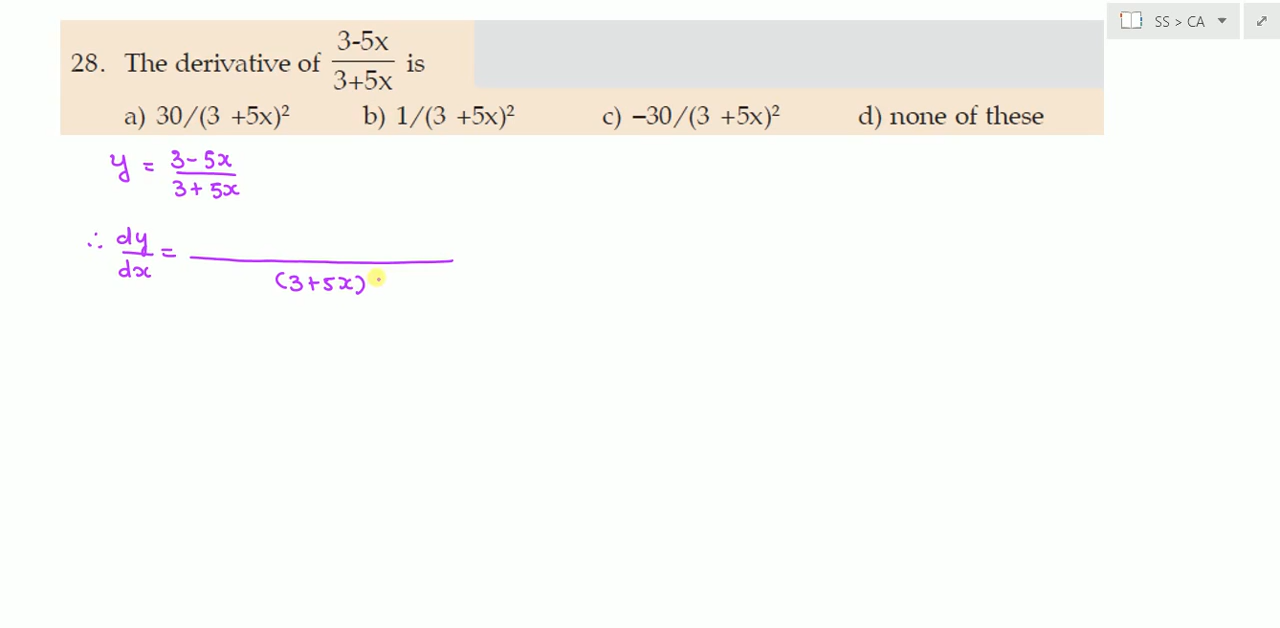 SS > CA
28. The derivative of (3-5x)/(3+5x) is
a) 30/(3 +5x)² b) 1/(3 +5x)² c) –30/(3 +5x)² d) none of these
y = (3-5x)/(3+5x)
∴ dy/dx = 
(3+5x)